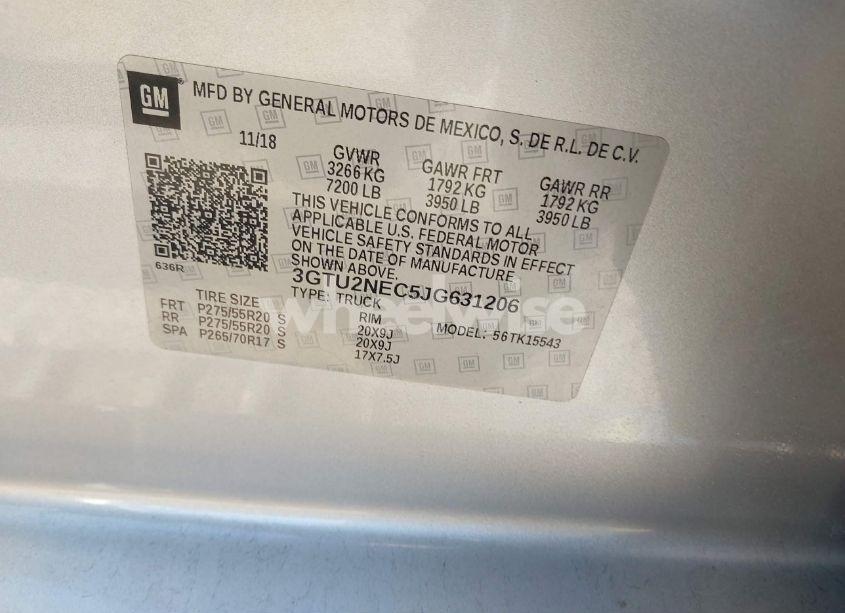 GM
MFD BY GENERAL MOTORS DE MEXICO, S. DE R.L. DE C.V.
11/18
GVWR
3266 KG
7200 LB
GAWR FRT
1792 KG
3950 LB
GAWR RR
1792 KG
3950 LB
THIS VEHICLE CONFORMS TO ALL
APPLICABLE U.S. FEDERAL MOTOR
VEHICLE SAFETY STANDARDS IN EFFECT
ON THE DATE OF MANUFACTURE
SHOWN ABOVE.
636R
3GTU2NEC5JG631206
TYPE: TRUCK
MODEL: 56TK15543
TIRE SIZE
RIM
FRT P275/55R20 S 20X9J
RR P275/55R20 S 20X9J
SPA P265/70R17 S 17X7.5J
wheelwise